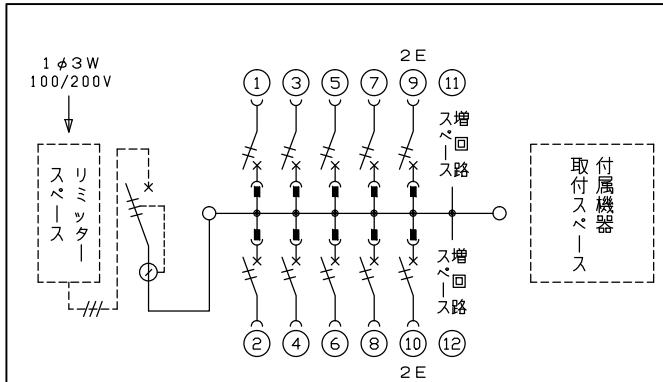 1φ3W
100/200V
リミッター
スペース
2E
1
3
5
7
9
11
増回路
スペース
付属機器
取付スペース
増回路
スペース
2
4
6
8
10
12
2E